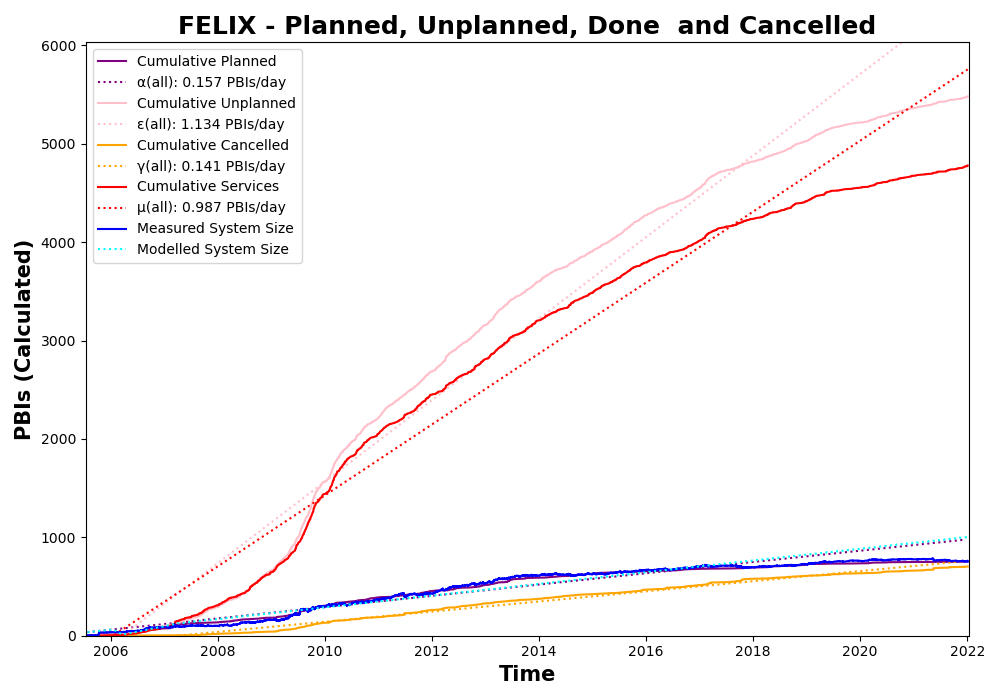 FELIX - Planned, Unplanned, Done  and Cancelled
6000
5000
4000
3000
2000
1000
0
PBIs (Calculated)
Cumulative Planned
α(all): 0.157 PBIs/day
Cumulative Unplanned
ε(all): 1.134 PBIs/day
Cumulative Cancelled
γ(all): 0.141 PBIs/day
Cumulative Services
μ(all): 0.987 PBIs/day
Measured System Size
Modelled System Size
2006 2008 2010 2012 2014 2016 2018 2020 2022
Time